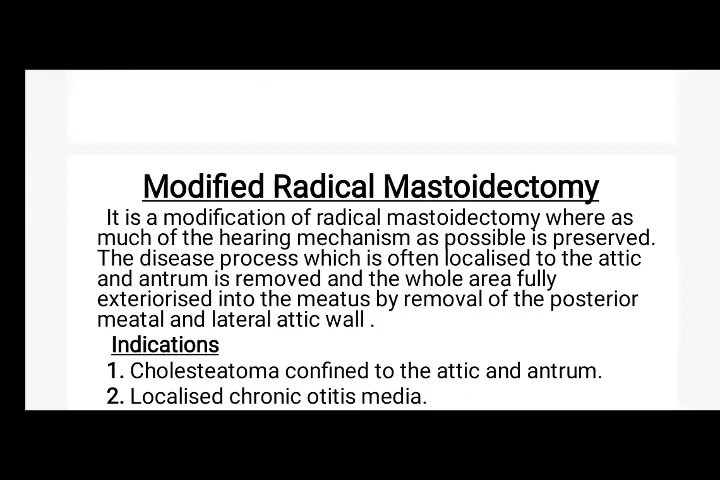 Modified Radical Mastoidectomy
It is a modification of radical mastoidectomy where as
much of the hearing mechanism as possible is preserved.
The disease process which is often localised to the attic
and antrum is removed and the whole area fully
exteriorised into the meatus by removal of the posterior
meatal and lateral attic wall .
Indications
1. Cholesteatoma confined to the attic and antrum.
2. Localised chronic otitis media.